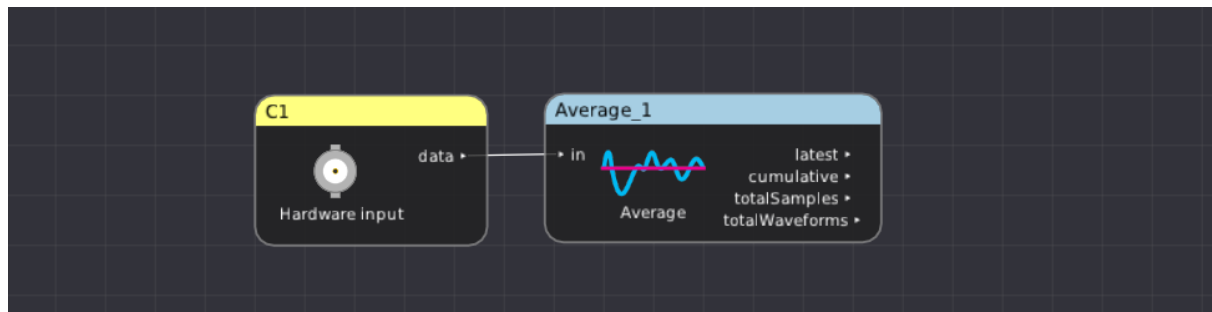 C1
data
Hardware input
Average_1
in
Average
latest
cumulative
totalSamples
totalWaveforms